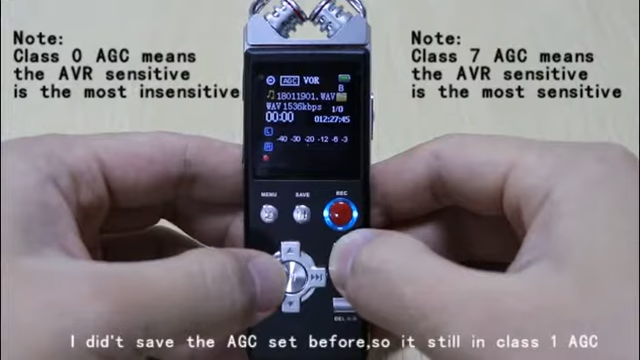 Note:
Class 0 AGC means
the AVR sensitive
is the most insensitive
Note:
Class 7 AGC means
the AVR sensitive
is the most sensitive
AGC VOR
B
18011901.WAV
WAV 1536kbps 1/0
00:00 012:27:45
L -40 -30 -20 -12 -6 -3
R
MENU SAVE REC
DEL
I did't save the AGC set before,so it still in class 1 AGC